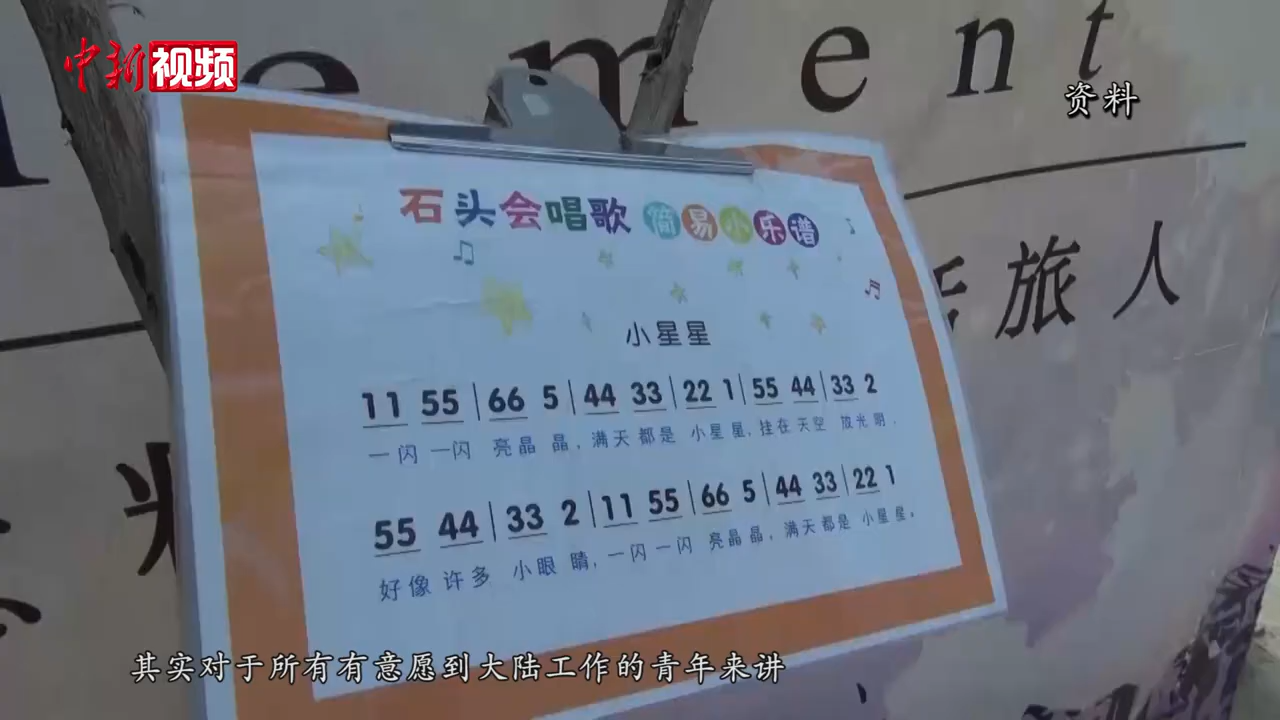 中新视频
ement
资料
石头会唱歌 简易小乐谱
旅人
小星星
11 55 | 66 5 | 44 33 | 22 1 | 55 44 | 33 2
一闪一闪 亮晶晶，满天都是小星星，挂在天空放光明．
55 44 | 33 2 | 11 55 | 66 5 | 44 33 | 22 1
好像许多小眼睛，一闪一闪亮晶晶，满天都是小星星。
其实对于所有有意愿到大陆工作的青年来讲